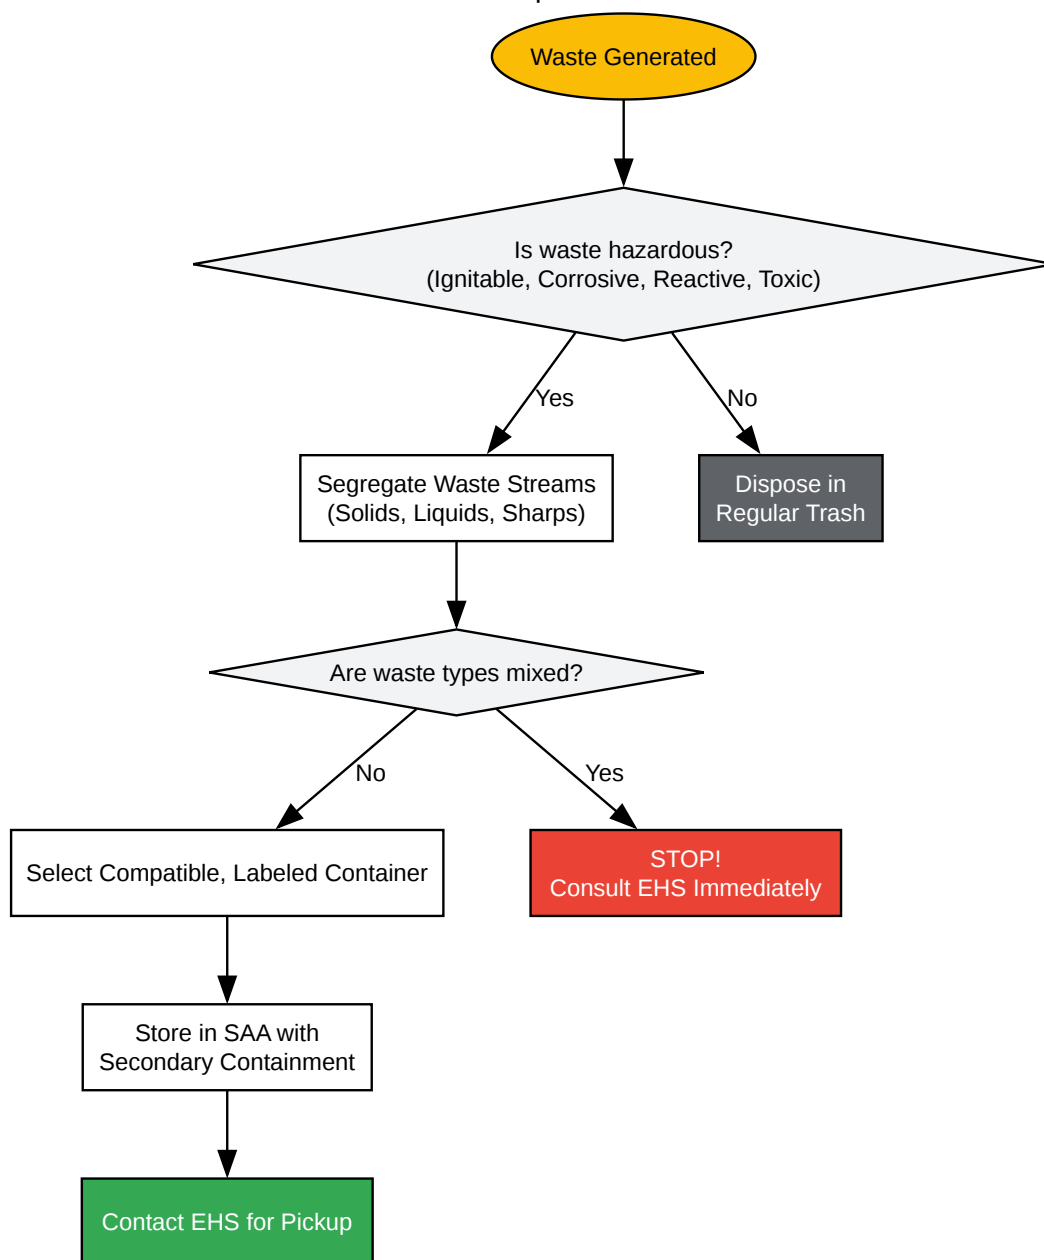 Waste Generated
Is waste hazardous?
(Ignitable, Corrosive, Reactive, Toxic)
Yes
No
Segregate Waste Streams
(Solids, Liquids, Sharps)
Dispose in
Regular Trash
Are waste types mixed?
No
Yes
Select Compatible, Labeled Container
STOP!
Consult EHS Immediately
Store in SAA with
Secondary Containment
Contact EHS for Pickup